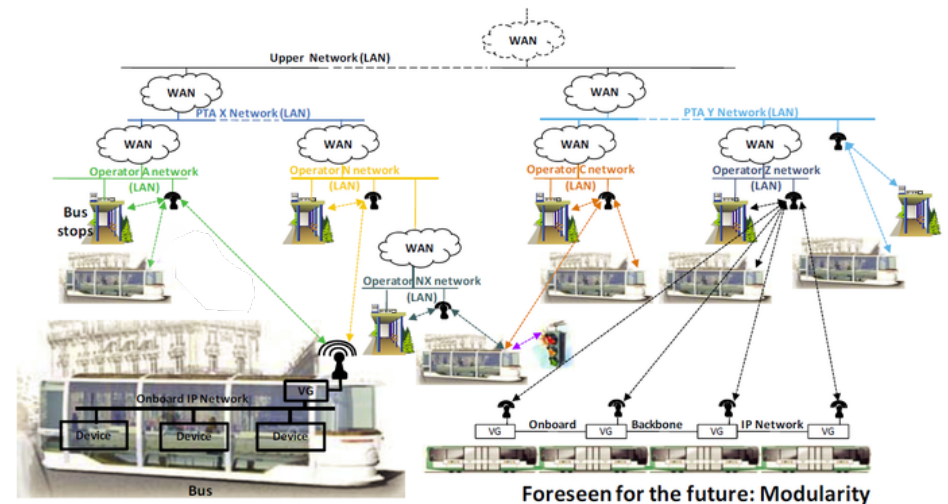 WAN
Upper Network (LAN)
WAN
WAN
PTA X Network (LAN)
PTA Y Network (LAN)
WAN
WAN
WAN
WAN
Operator A network
(LAN)
Operator N network
(LAN)
Operator C network
(LAN)
Operator Z network
(LAN)
Bus
stops
WAN
Operator NX network
(LAN)
VG
Onboard IP Network
Device
Device
Device
Bus
VG
Onboard
VG
Backbone
VG
IP Network
VG
Foreseen for the future: Modularity